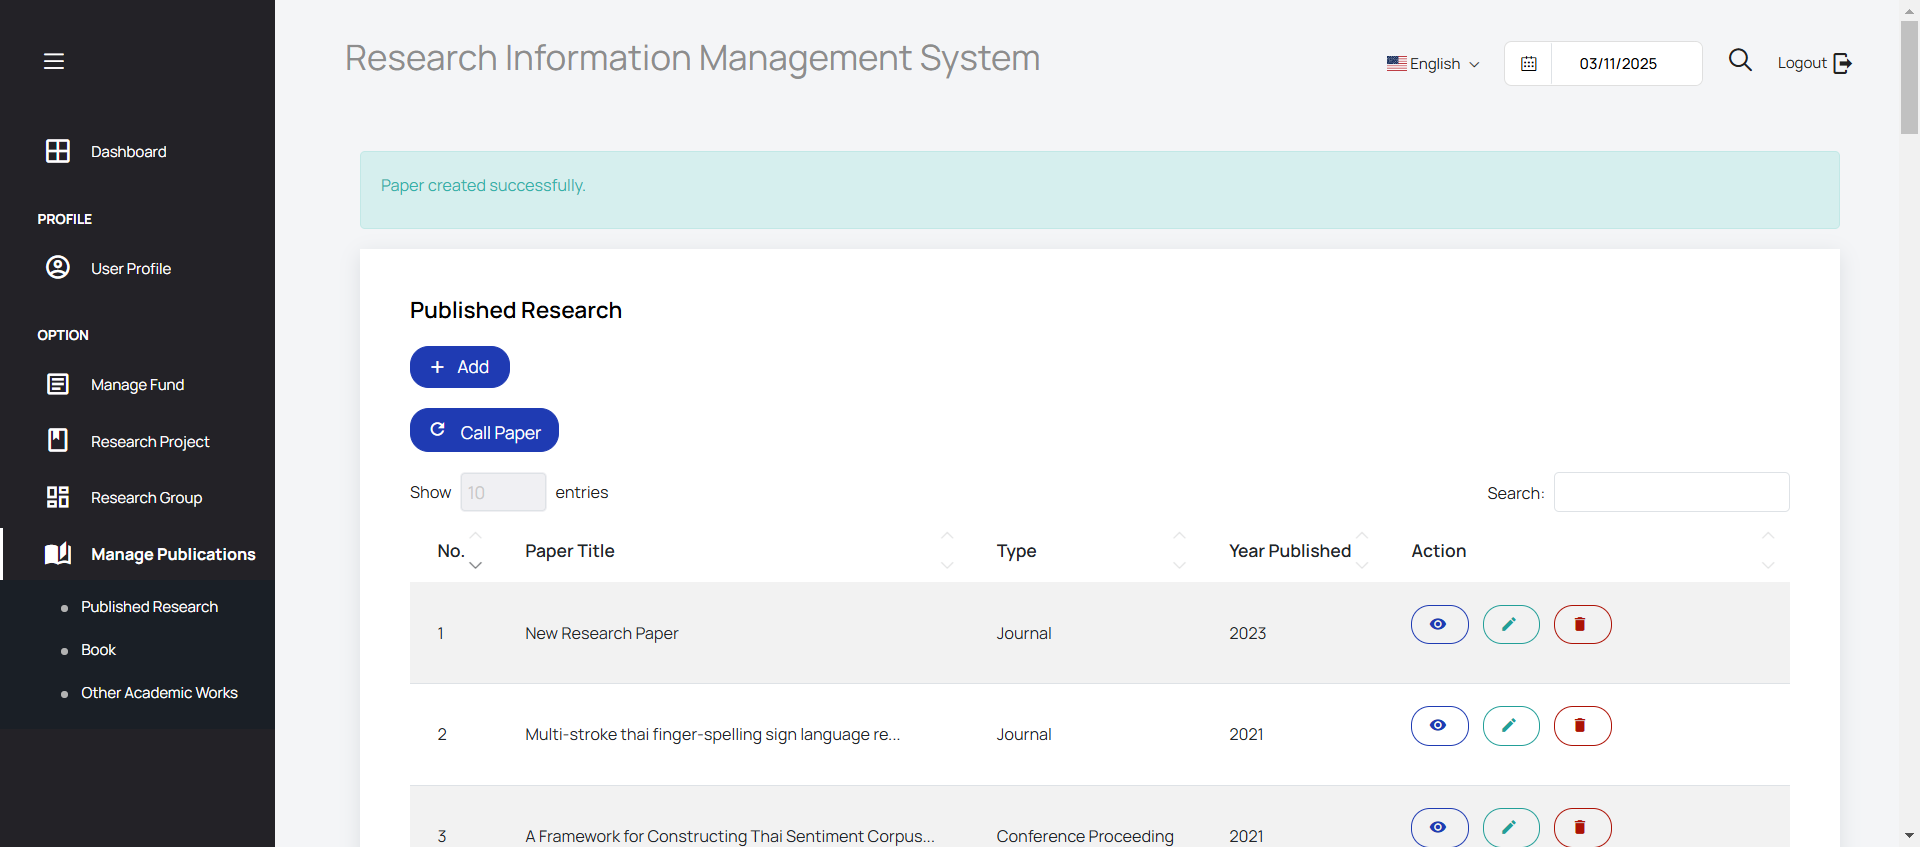 Research Information Management System
English
03/11/2025
Logout
Dashboard
PROFILE
User Profile
OPTION
Manage Fund
Research Project
Research Group
Manage Publications
Published Research
Book
Other Academic Works
Paper created successfully.
Published Research
+ Add
Call Paper
Show 10 entries
Search:
No. Paper Title Type Year Published Action
1 New Research Paper Journal 2023
2 Multi-stroke thai finger-spelling sign language re... Journal 2021
3 A Framework for Constructing Thai Sentiment Corpus... Conference Proceeding 2021